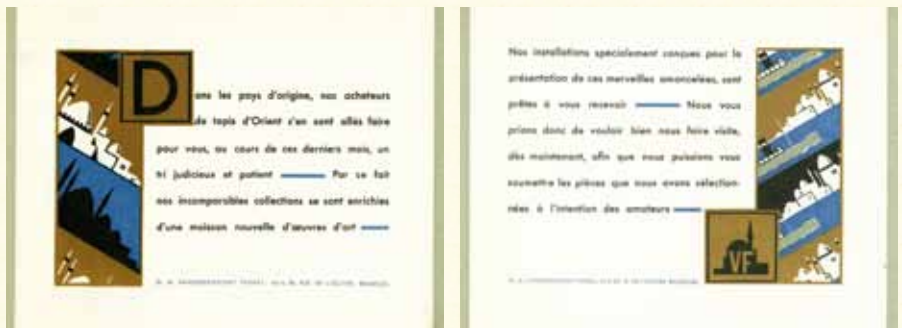 D
ans les pays d'origine, nos acheteurs
de tapis d'Orient s'en sont allés faire
pour vous, au cours de ces derniers mois, un
tri judicieux et patient Par ce fait
nos incomparables collections se sont enrichies
d'une moisson nouvelle d'œuvres d'art
Nos installations spécialement conçues pour la
présentation de ces merveilles amoncelées, sont
prêtes à vous recevoir Nous vous
prions donc de vouloir bien nous faire visite,
dès maintenant, afin que nous puissions vous
soumettre les pièces que nous avons sélection-
nées à l'intention des amateurs
VF